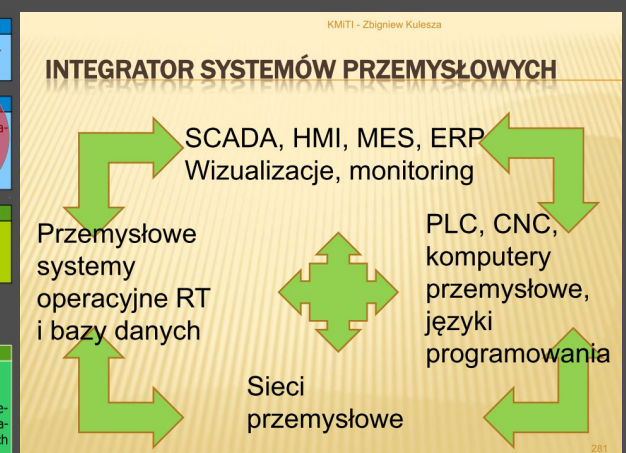 KMiTI - Zbigniew Kulesza
INTEGRATOR SYSTEMÓW PRZEMYSŁOWYCH
SCADA, HMI, MES, ERP
Wizualizacje, monitoring
Przemysłowe
systemy
operacyjne RT
i bazy danych
PLC, CNC,
komputery
przemysłowe,
języki
programowania
Sieci
przemysłowe
281